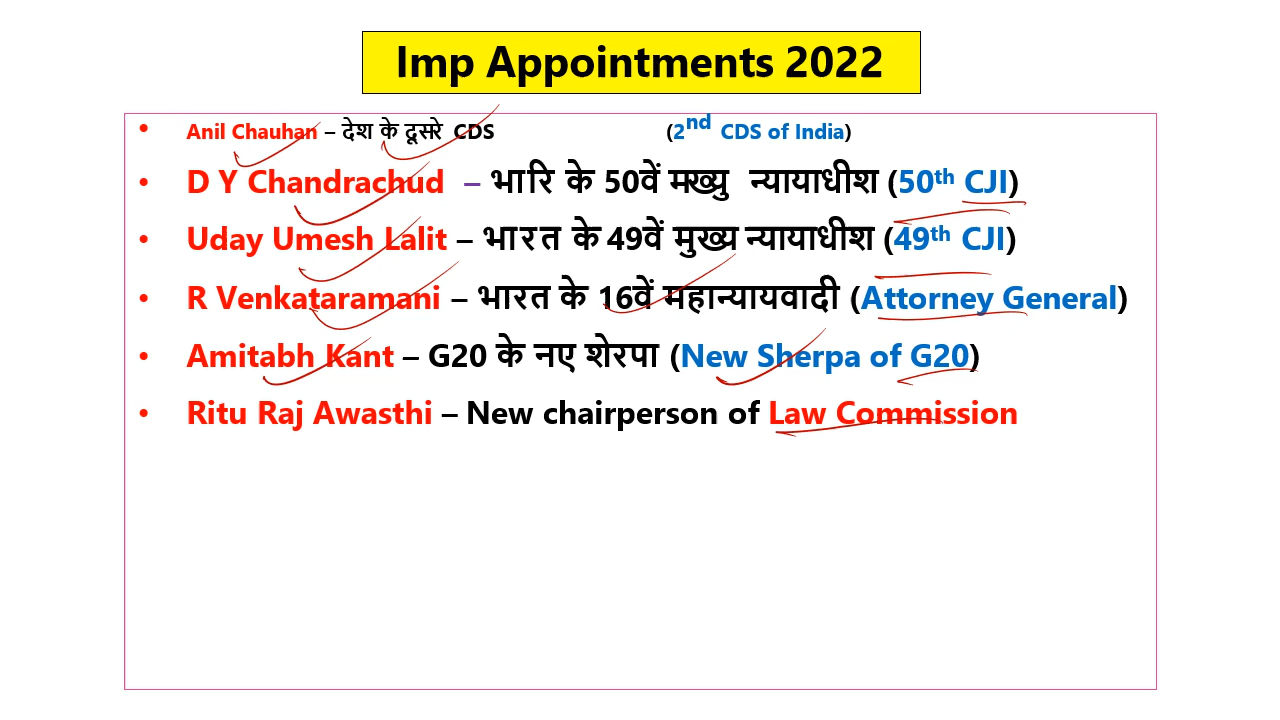 Imp Appointments 2022
• Anil Chauhan – देश के दूसरे CDS (2nd CDS of India)
• D Y Chandrachud – भारि के 50वें मख्यु न्यायाधीश (50th CJI)
• Uday Umesh Lalit – भारत के 49वें मुख्य न्यायाधीश (49th CJI)
• R Venkataramani – भारत के 16वें महान्यायवादी (Attorney General)
• Amitabh Kant – G20 के नए शेरपा (New Sherpa of G20)
• Ritu Raj Awasthi – New chairperson of Law Commission